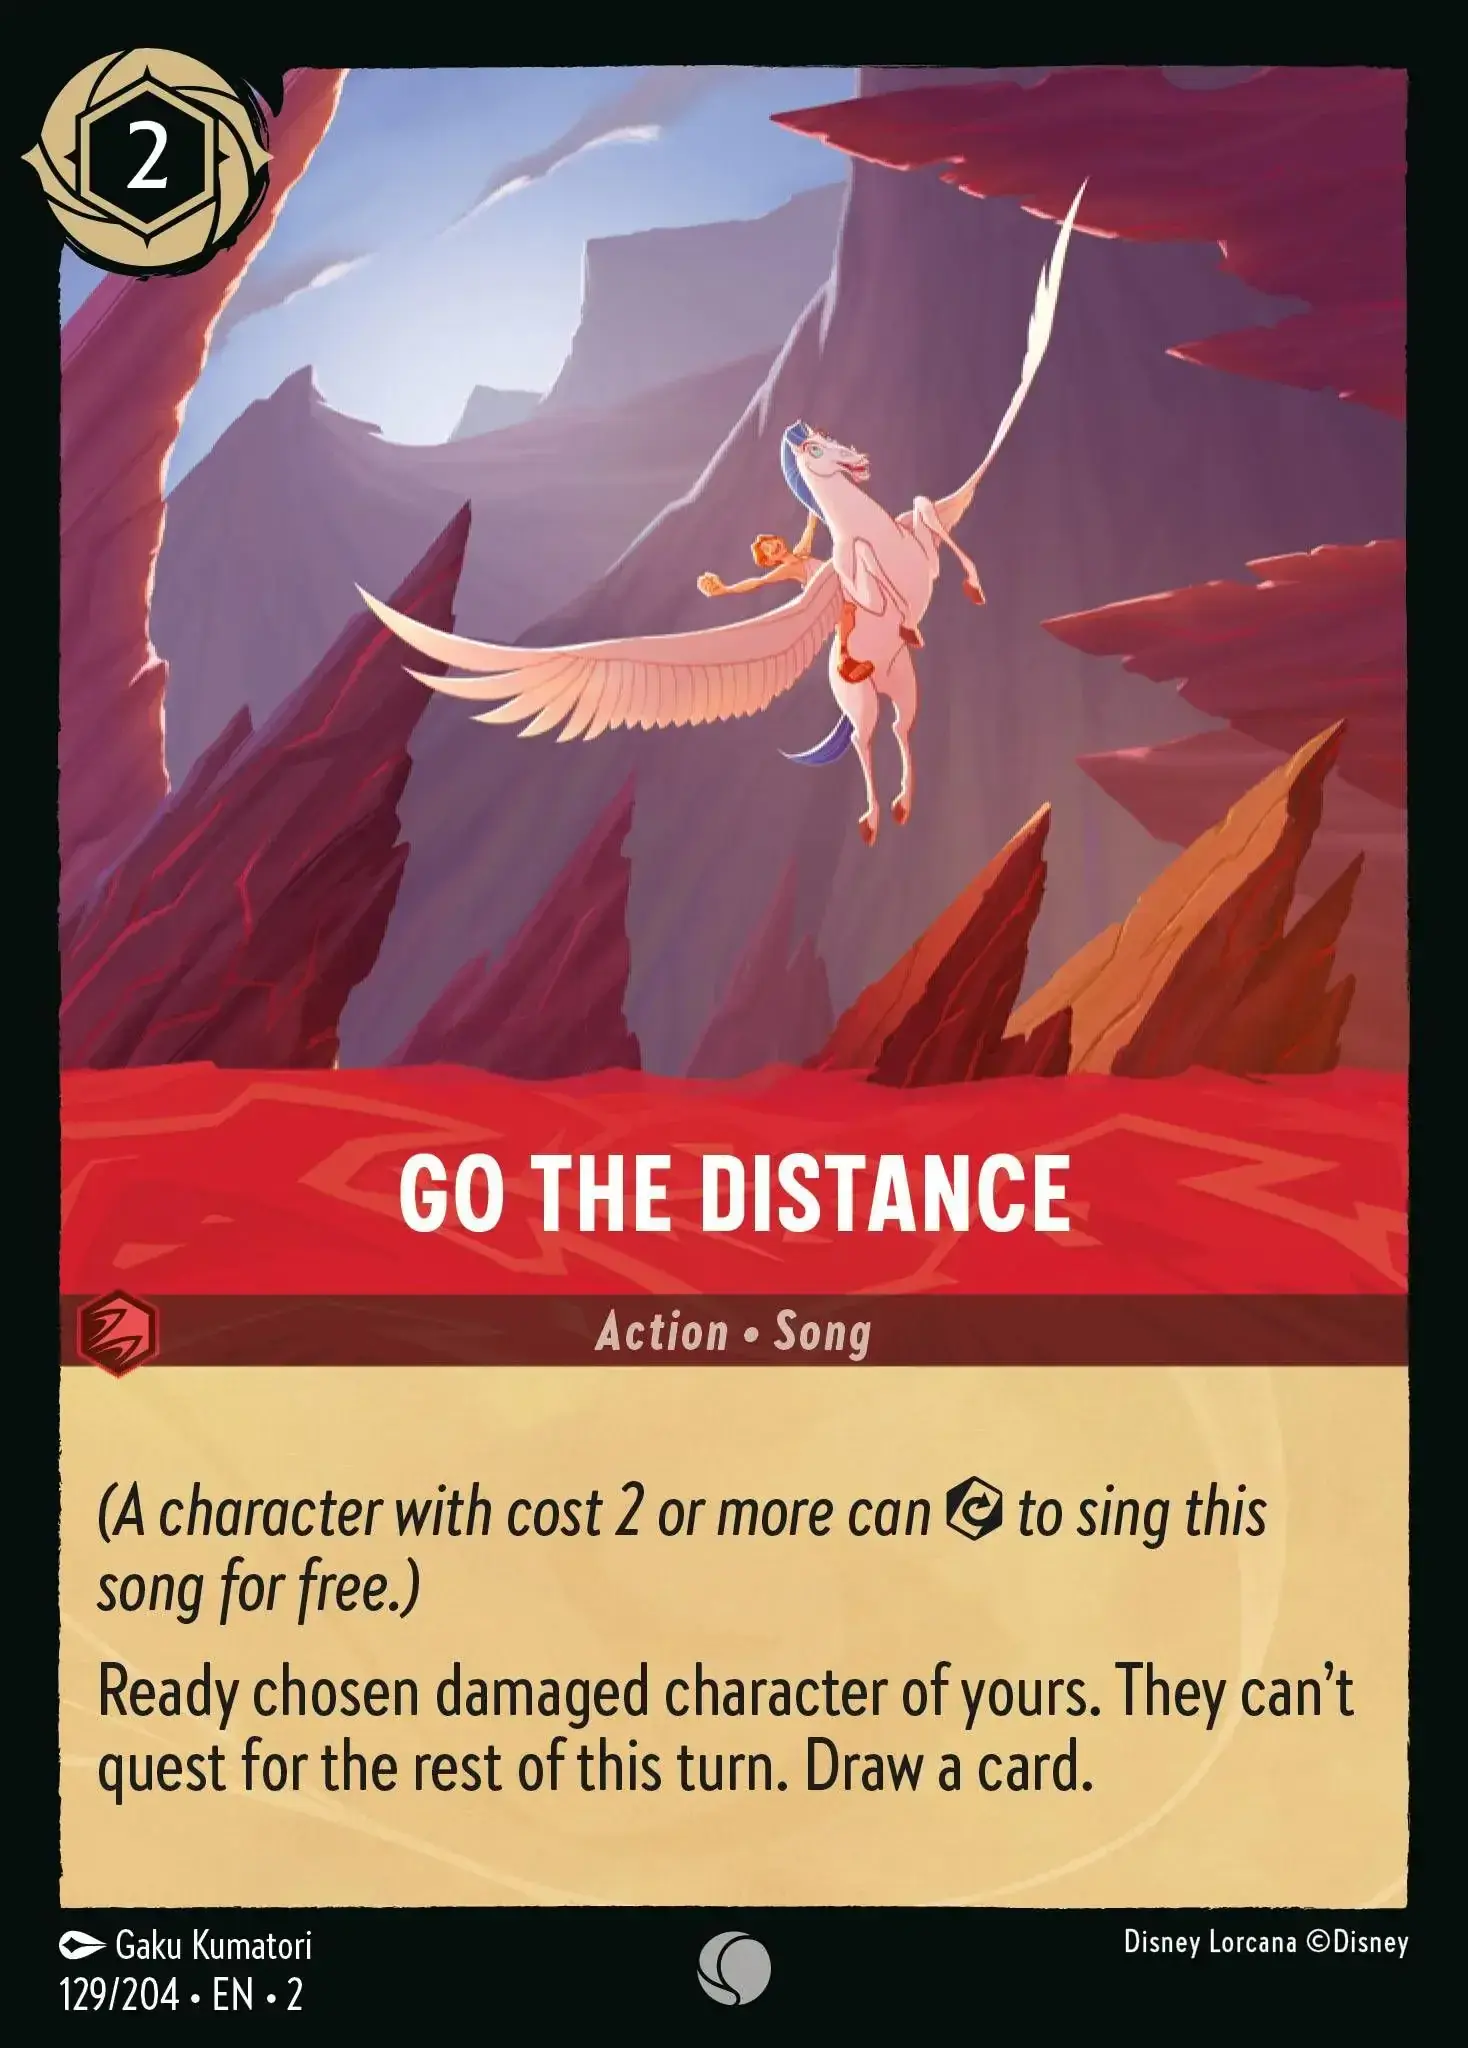 2
GO THE DISTANCE
Action • Song
(A character with cost 2 or more can to sing this
song for free.)
Ready chosen damaged character of yours. They can’t
quest for the rest of this turn. Draw a card.
Gaku Kumatori
Disney Lorcana ©Disney
129/204 • EN • 2